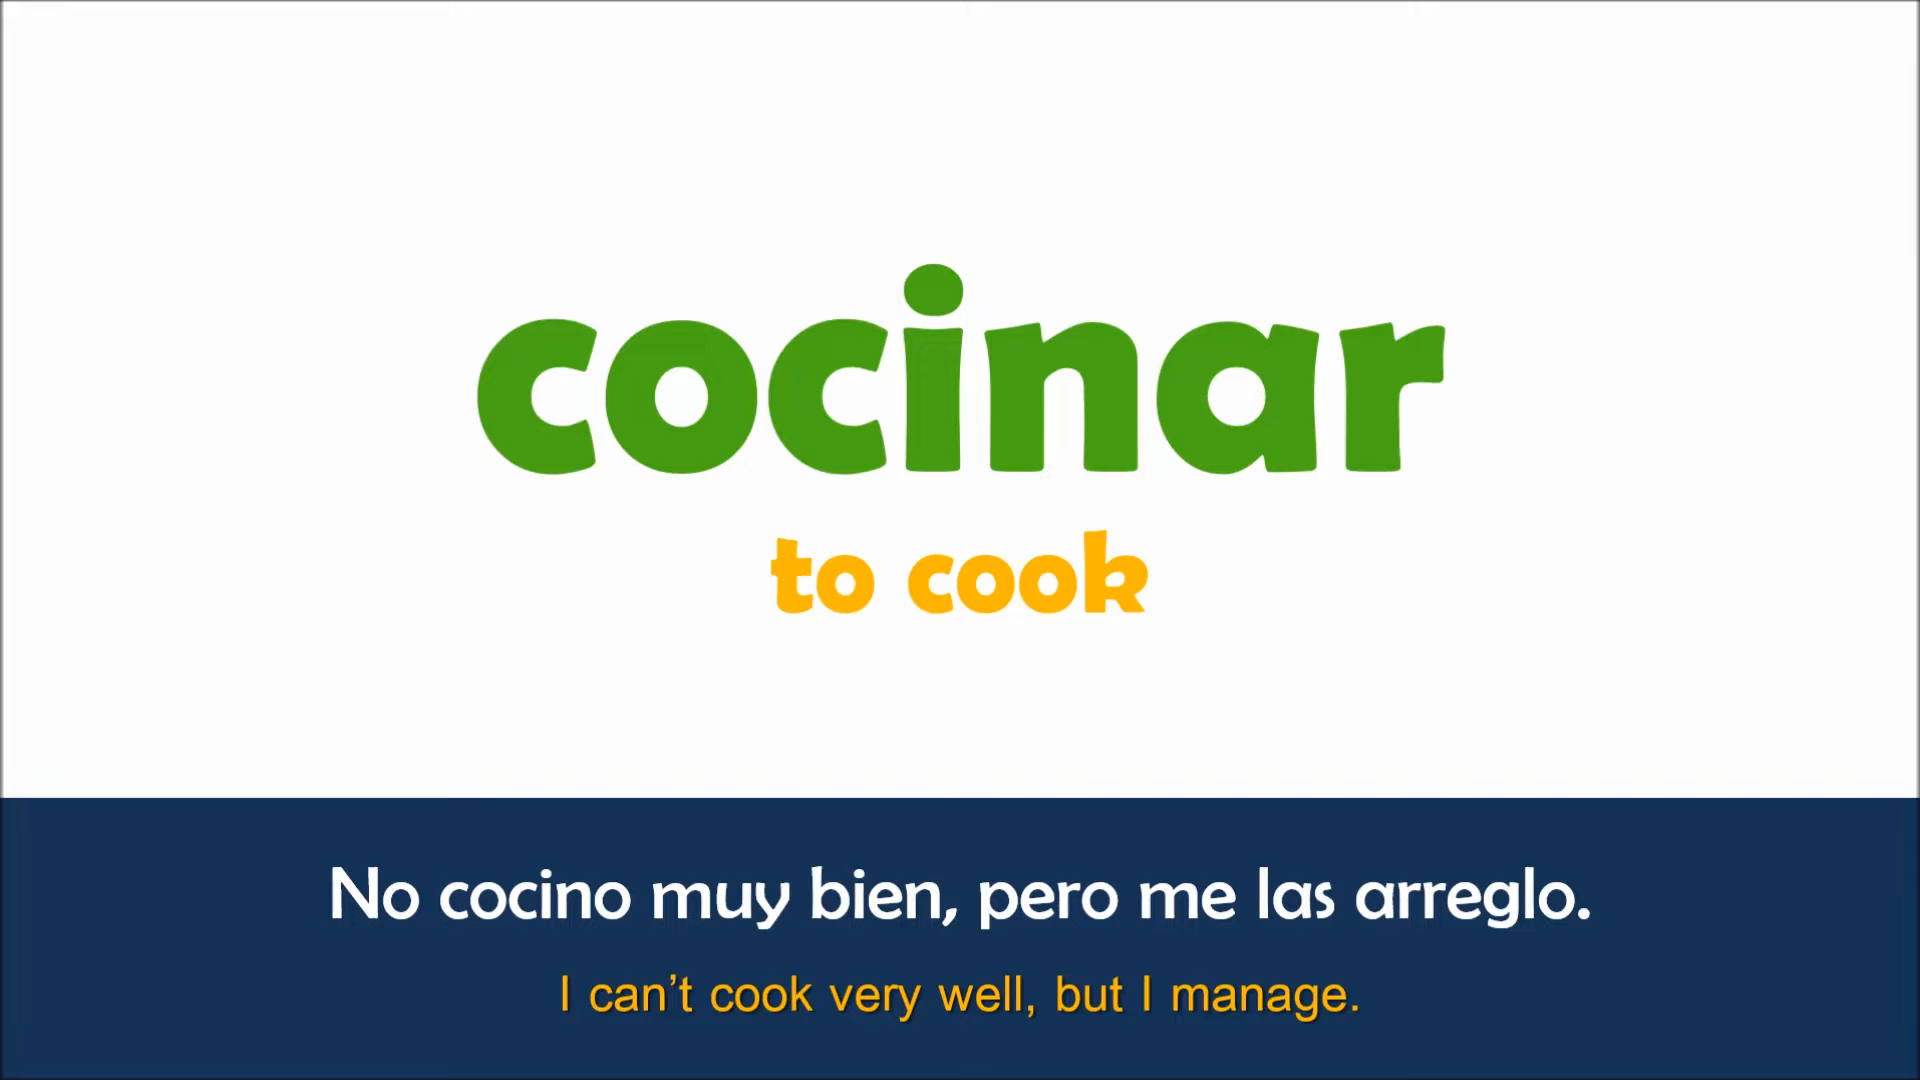 cocinar
to cook
No cocino muy bien, pero me las arreglo.
I can’t cook very well, but I manage.